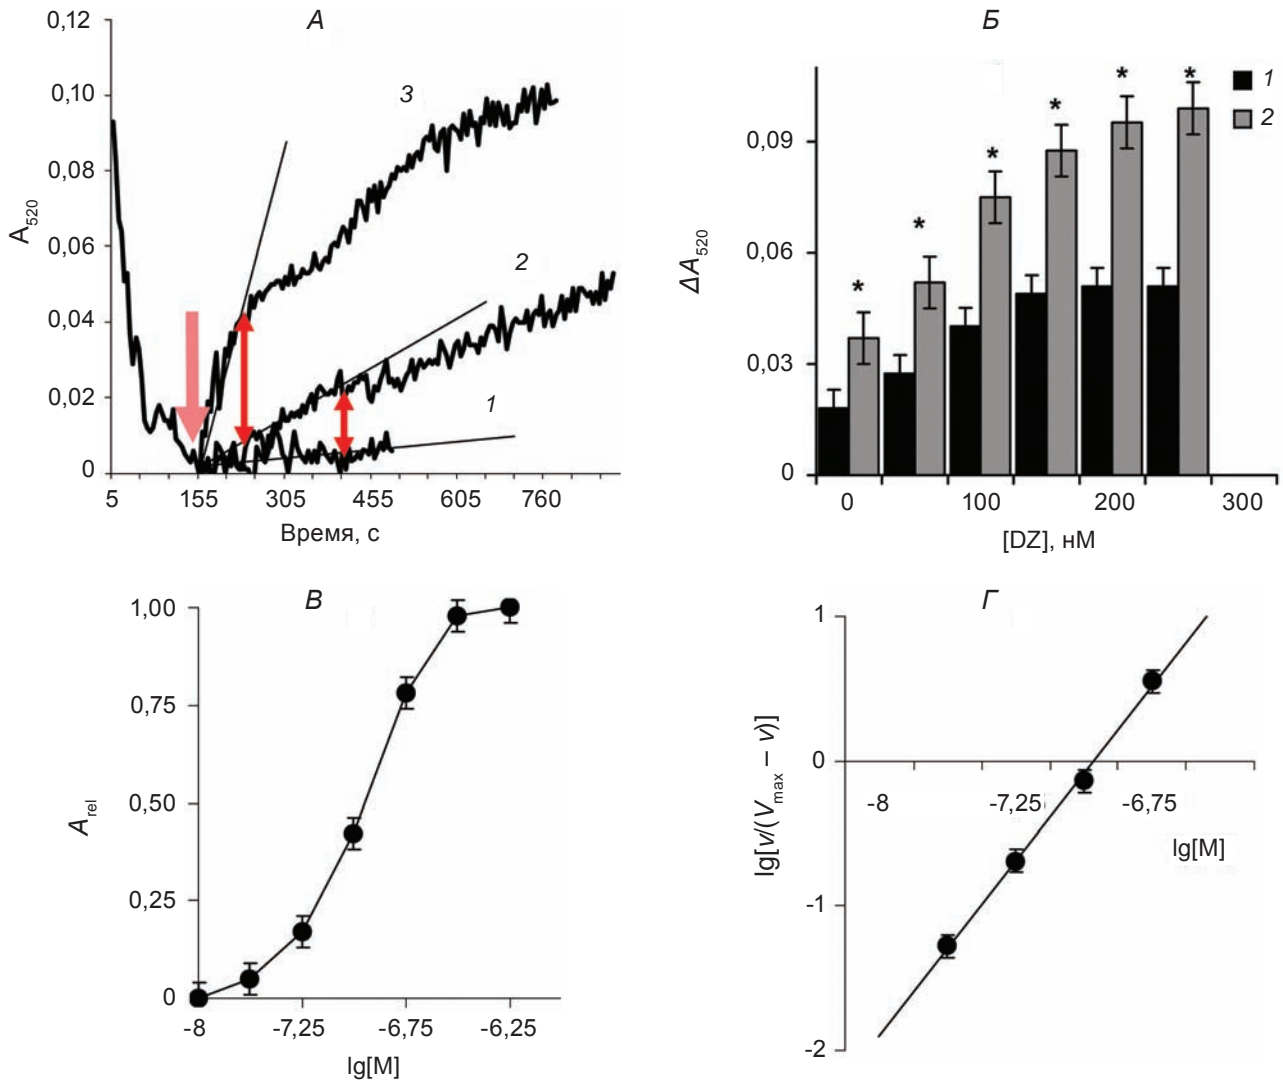 А
0,12
0,10
0,08
0,06
0,04
0,02
0
A520
3
2
1
5 155 305 455 605 760
Время, с
Б
1
2
0.09
0.06
0.03
0
ΔA520
* * * * * *
0 100 200 300
[DZ], нМ
В
1,00
0,75
0,50
0,25
0
Arel
-8 -7,25 -6,75 -6,25
lg[M]
Г
1
0
-1
-2
lg[v/(Vmax – v)]
-8 -7,25 -6,75
lg[M]